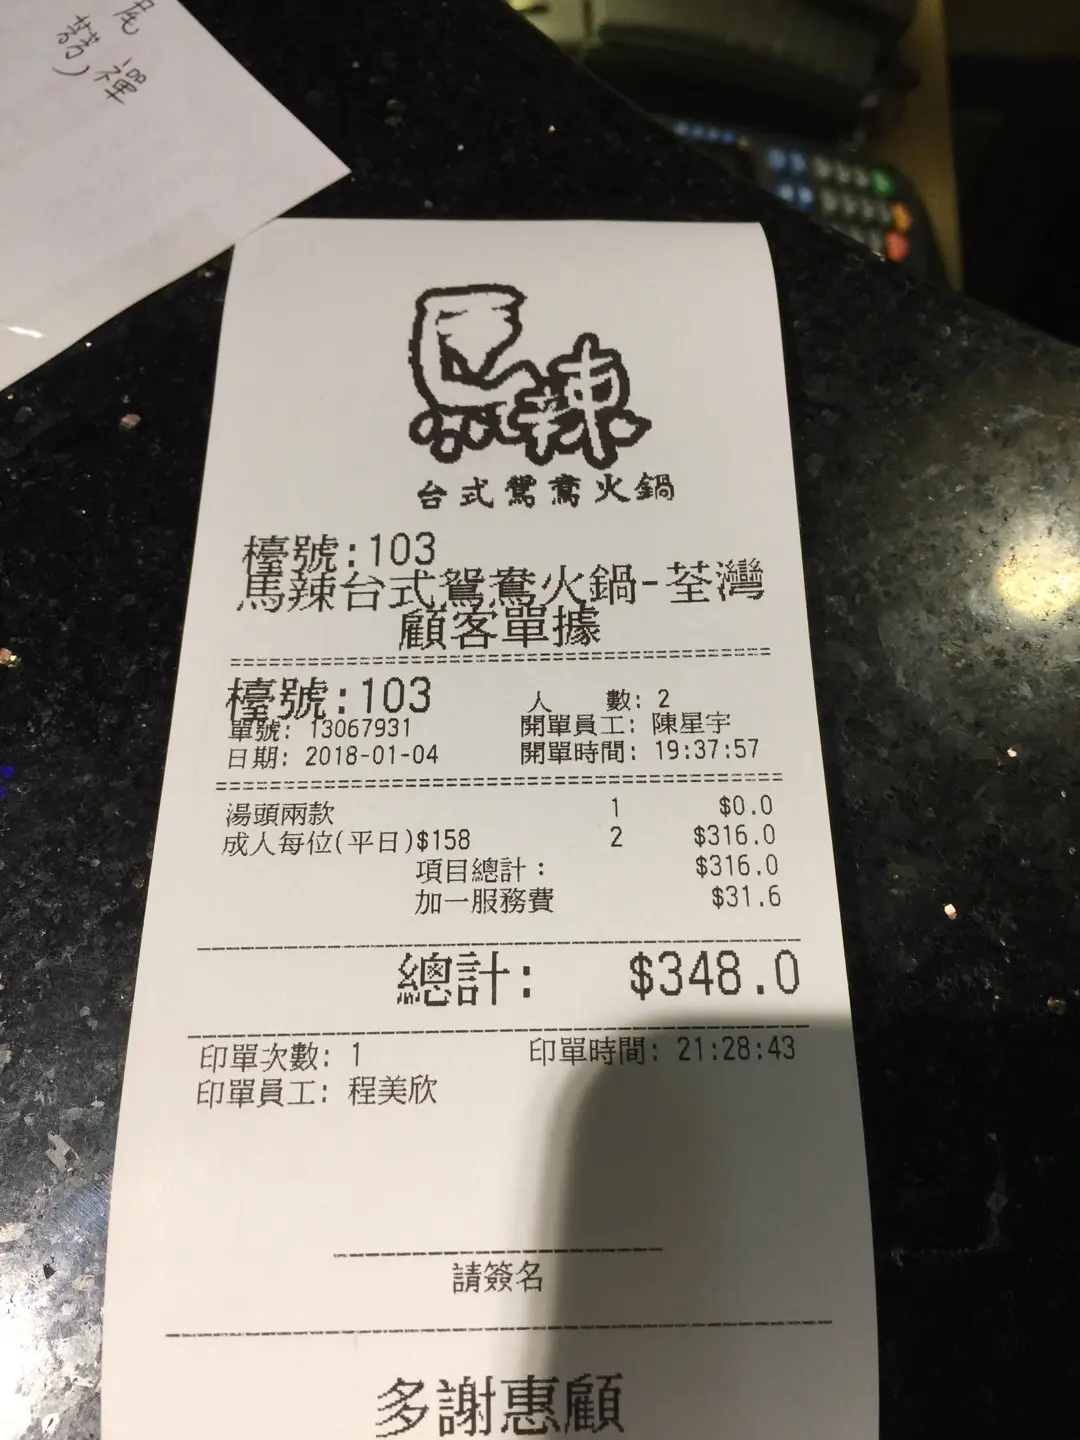 尾 禪
翡)
馬辣
台式鴛鴦火鍋
檯號:103
馬辣台式鴛鴦火鍋-荃灣
顧客單據
檯號:103 人 數: 2
單號: 13067931 開單員工: 陳星宇
日期: 2018-01-04 開單時間: 19:37:57
湯頭兩款 1 $0.0
成人每位(平日)$158 2 $316.0
項目總計: $316.0
加一服務費 $31.6
總計: $348.0
印單次數: 1 印單時間: 21:28:43
印單員工: 程美欣
請簽名
多謝惠顧